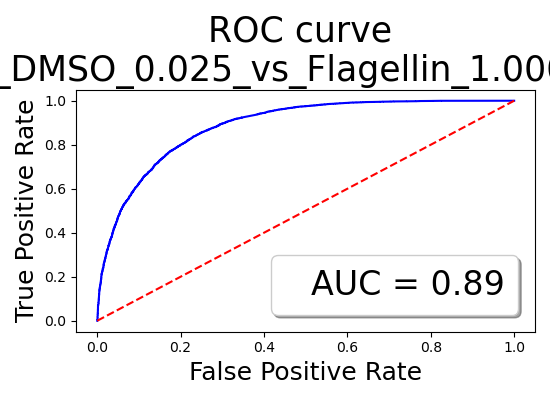 ROC curve
_DMSO_0.025_vs_Flagellin_1.00
True Positive Rate
1.0
0.8
0.6
0.4
0.2
0.0
AUC = 0.89
0.0 0.2 0.4 0.6 0.8 1.0
False Positive Rate